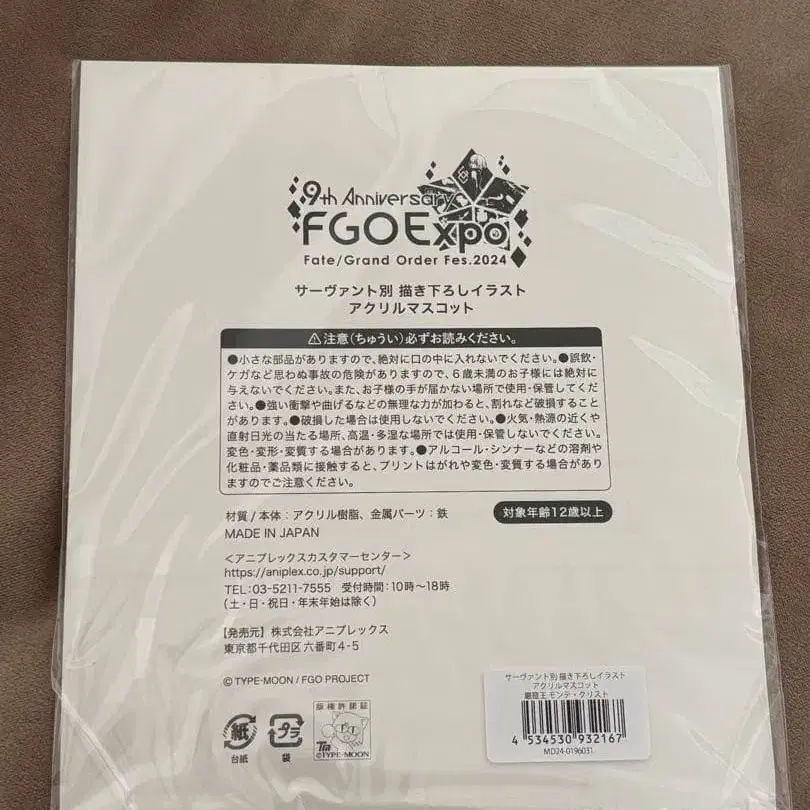 9th Anniversary
FGO Expo
Fate/Grand Order Fes.2024
サーヴァント別 描き下ろしイラスト
アクリルマスコット
⚠注意(ちゅうい)必ずお読みください。
●小さな部品がありますので、絶対に口の中に入れないでください。●誤飲・
ケガなど思わぬ事故の危険がありますので、6歳未満のお子様には絶対に
与えないでください。また、お子様の手が届かない場所で使用・保管してくだ
さい。●強い衝撃や曲げるなどの無理な力が加わると、割れなど破損すること
があります。●破損した場合は使用しないでください。●火気・熱源の近くや
直射日光の当たる場所、高温・多湿な場所では使用・保管しないでください。
変色・変形・変質する場合があります。●アルコール・シンナーなどの溶剤や
化粧品・薬品類に接触すると、プリントはがれや変色・変質する場合があり
ますのでご注意ください。
材質/本体:アクリル樹脂、金属パーツ:鉄
対象年齢12歳以上
MADE IN JAPAN
<アニプレックスカスタマーセンター>
https://aniplex.co.jp/support/
TEL:03-5211-7555 受付時間:10時~18時
(土・日・祝日・年末年始は除く)
【発売元】株式会社アニプレックス
東京都千代田区六番町4-5
© TYPE-MOON / FGO PROJECT
紙
台紙
プラ
袋
版権許諾証
Tra
©TYPE-MOON
サーヴァント別 描き下ろしイラスト
アクリルマスコット
巌窟王 モンテ・クリスト
4 534530 932167
MD24-0196031